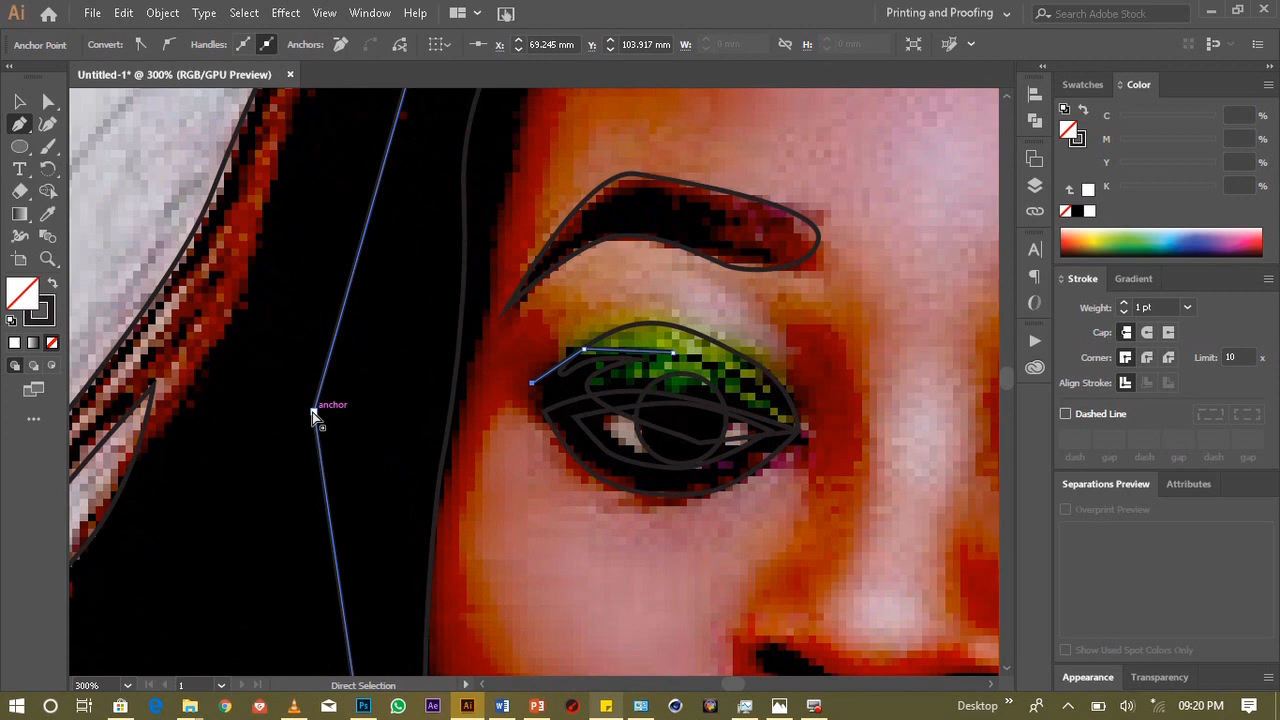 Ai File Edit Object Type Select Effect View Window Help Printing and Proofing Search Adobe Stock
Anchor Point Convert: Handles: Anchors: X: 69.245 mm Y: 103.917 mm W: 0 mm H: 0 mm
Untitled-1* @ 300% (RGB/GPU Preview)
Swatches Color
C
M
Y
K
%
%
%
%
Stroke Gradient
Weight: 1 pt
Cap:
Corner: Limit: 10 x
Align Stroke:
Dashed Line
dash gap dash gap dash gap
Separations Preview Attributes
Overprint Preview
Show Used Spot Colors Only
Appearance Transparency
anchor
300% 1 Direct Selection
Desktop 09:20 PM